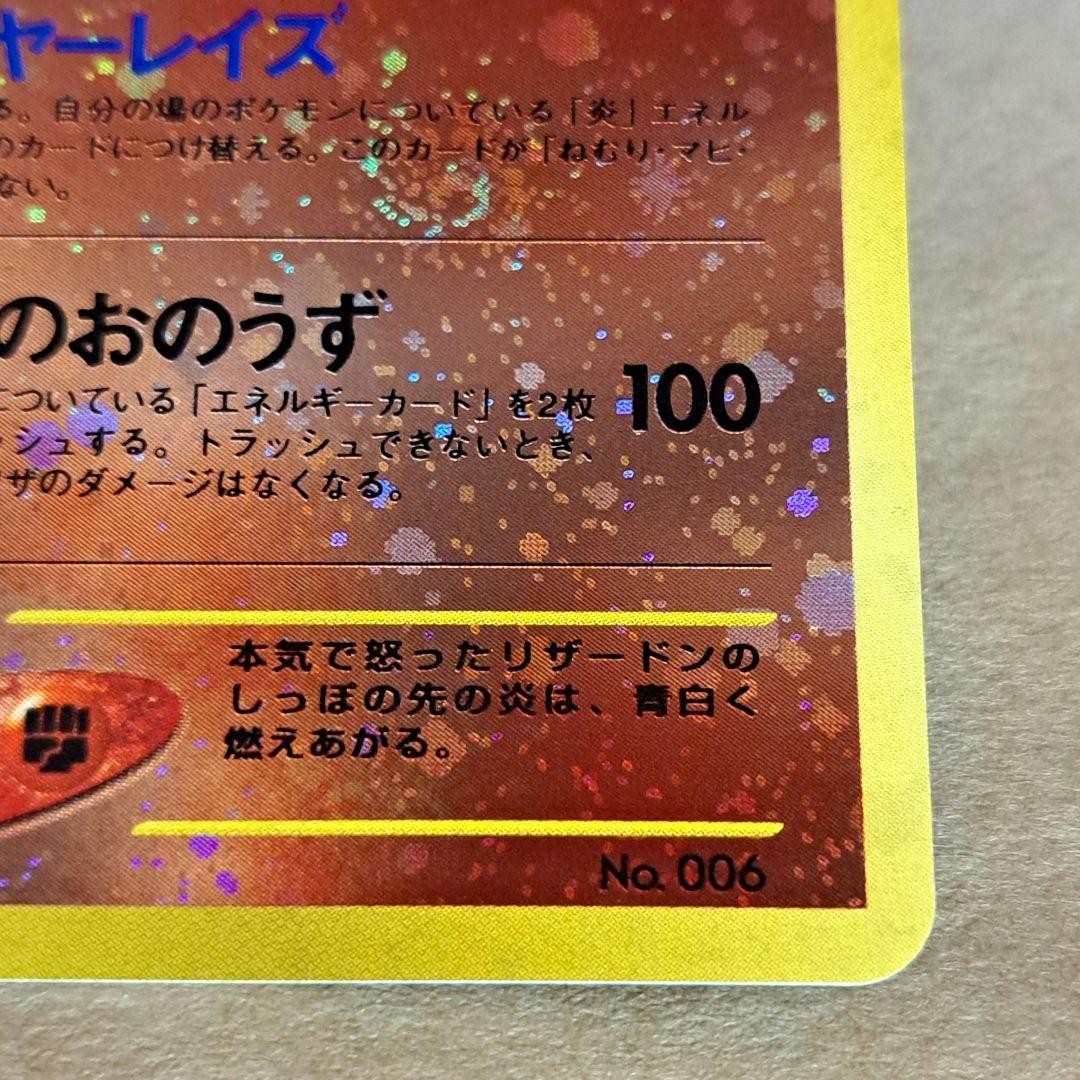 ャーレイズ
る。自分の場のポケモンについている「炎」エネル
のカードにつけ替える。このカードが「ねむり・マヒ・
ない。
のおのうず
についている「エネルギーカード」を2枚
100
ッシュする。トラッシュできないとき、
ワザのダメージはなくなる。
本気で怒ったリザードンの
しっぽの先の炎は、青白く
燃えあがる。
No. 006